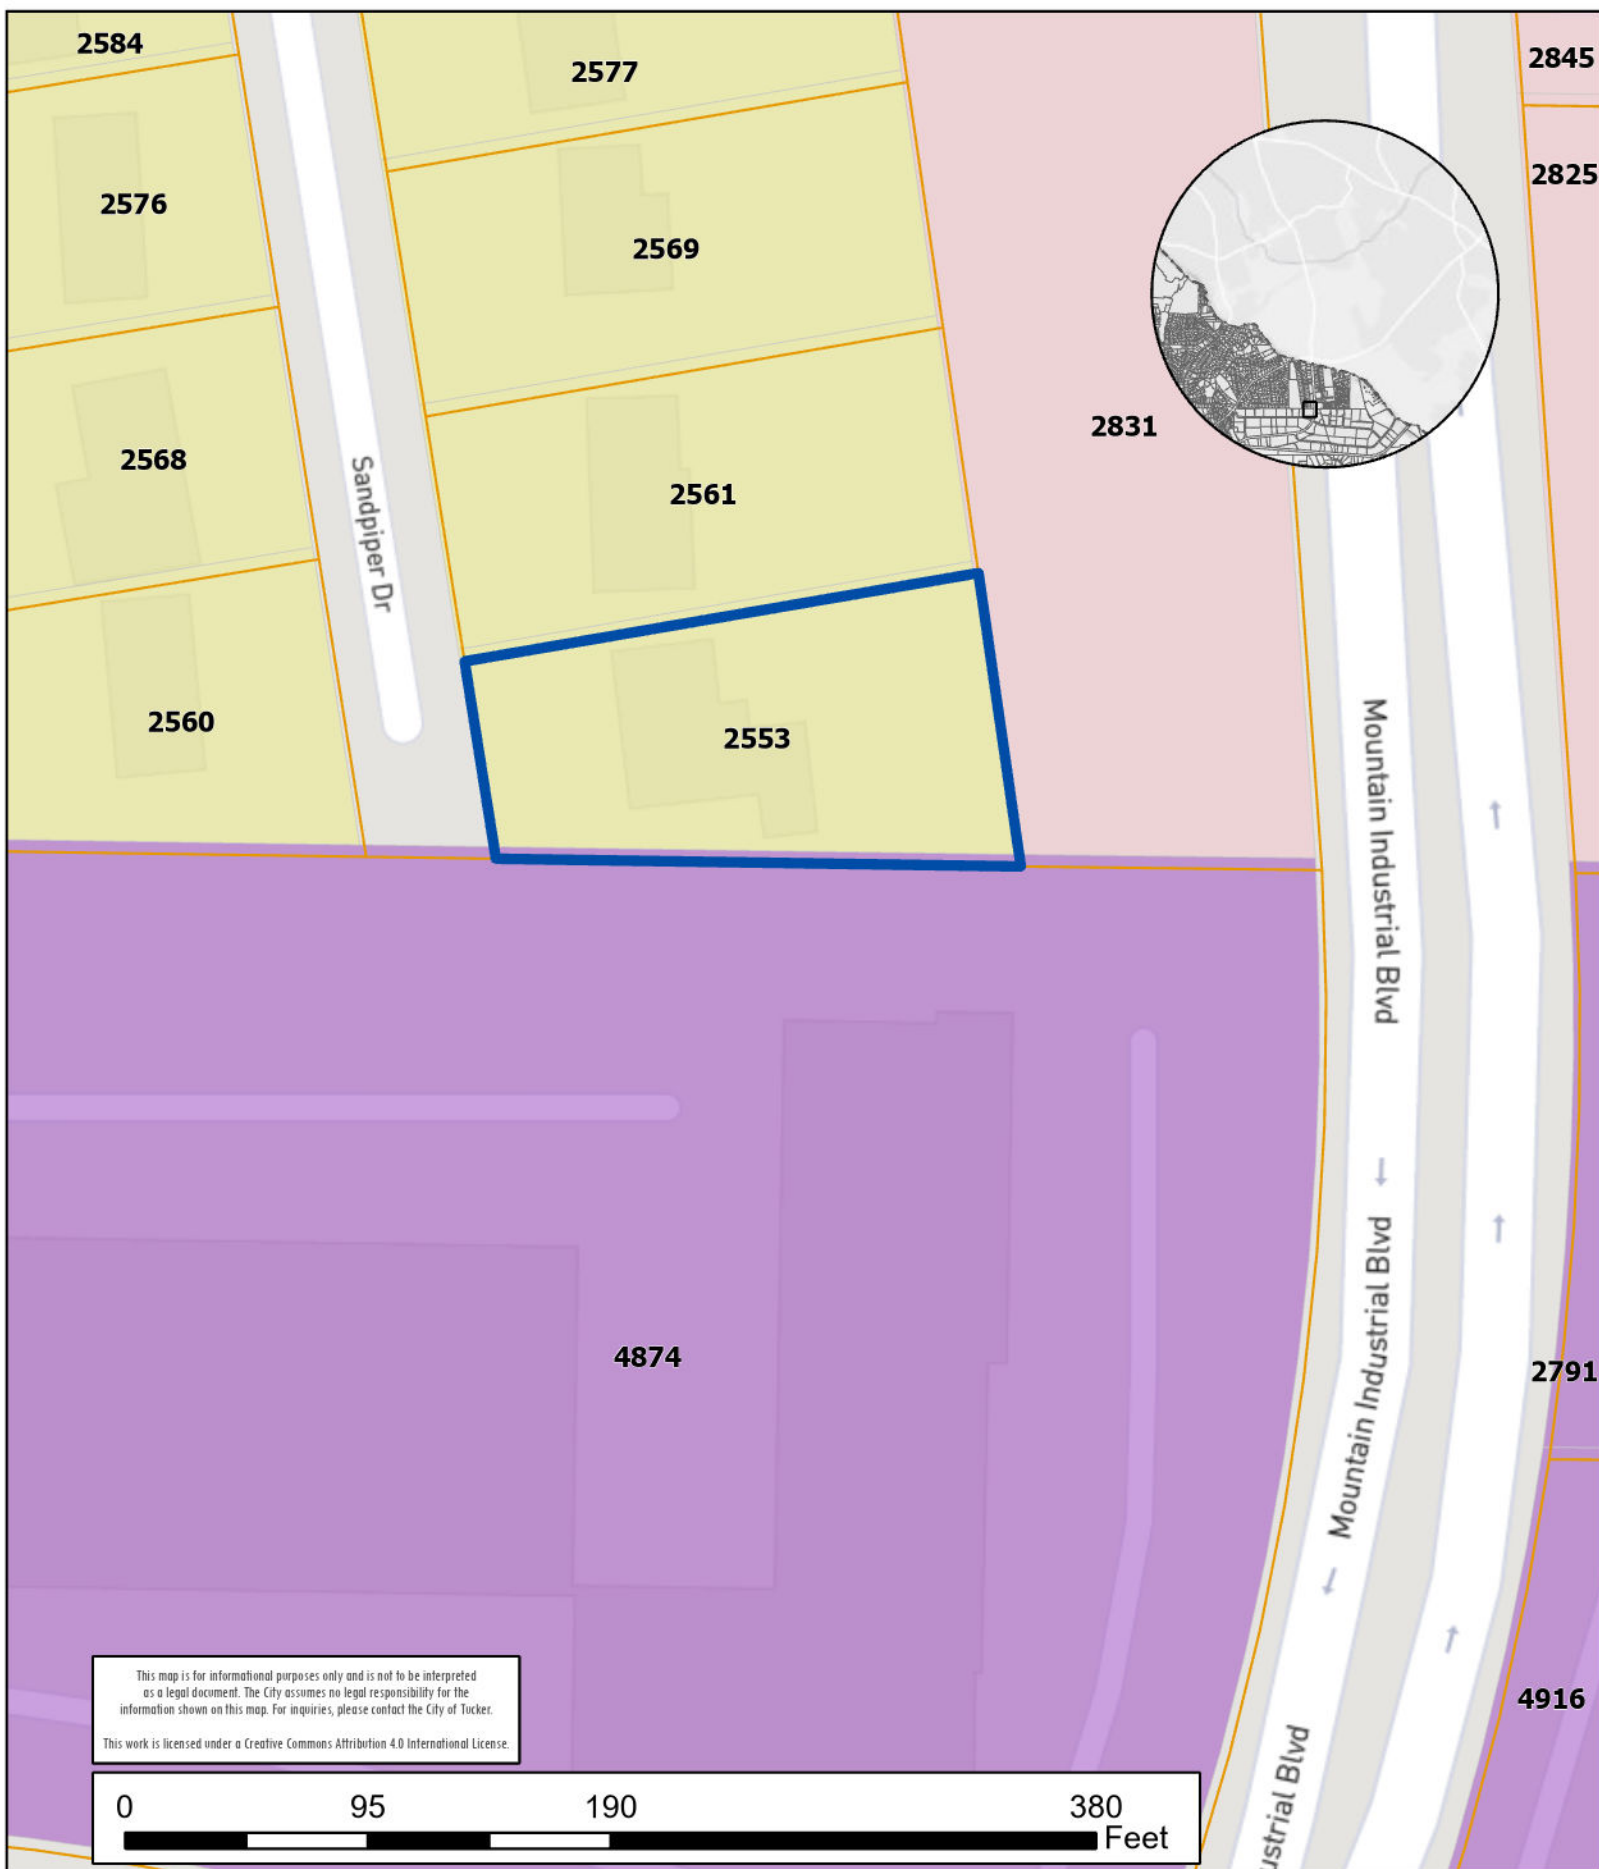 2584
2577
2845
2825
2576
2569
2831
2568
2561
Sandpiper Dr
2560
2553
Mountain Industrial Blvd
Mountain Industrial Blvd
4874
2791
4916
ustrial Blvd
This map is for informational purposes only and is not to be interpreted
as a legal document. The City assumes no legal responsibility for the
information shown on this map. For inquiries, please contact the City of Tucker.
This work is licensed under a Creative Commons Attribution 4.0 International License.
0 95 190 380
Feet